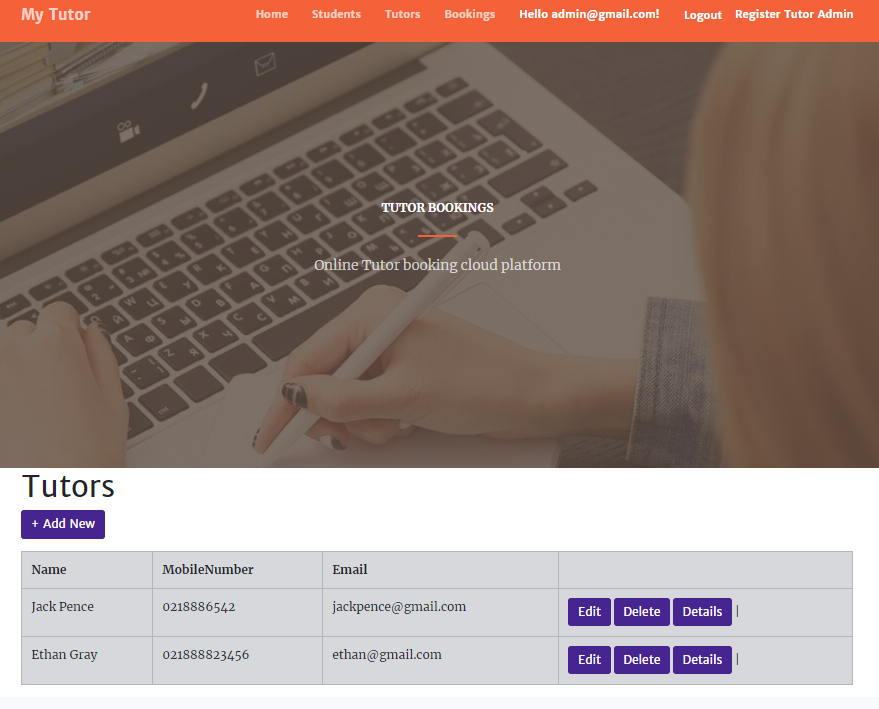 My Tutor Home Students Tutors Bookings Hello admin@gmail.com! Logout Register Tutor Admin
TUTOR BOOKINGS
Online Tutor booking cloud platform
Tutors
+ Add New
Name MobileNumber Email
Jack Pence 0218886542 jackpence@gmail.com Edit Delete Details |
Ethan Gray 021888823456 ethan@gmail.com Edit Delete Details |